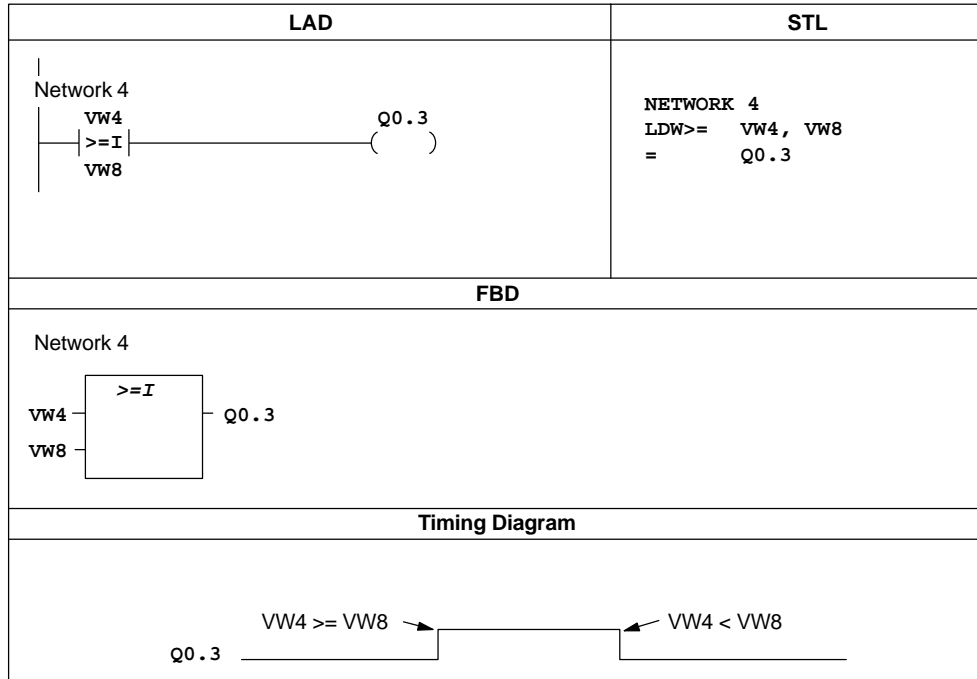 LAD
STL
Network 4
VW4
>=I
VW8
Q0.3
NETWORK 4
LDW>= VW4, VW8
= Q0.3
FBD
Network 4
>=I
VW4
Q0.3
VW8
Timing Diagram
VW4 >= VW8
VW4 < VW8
Q0.3